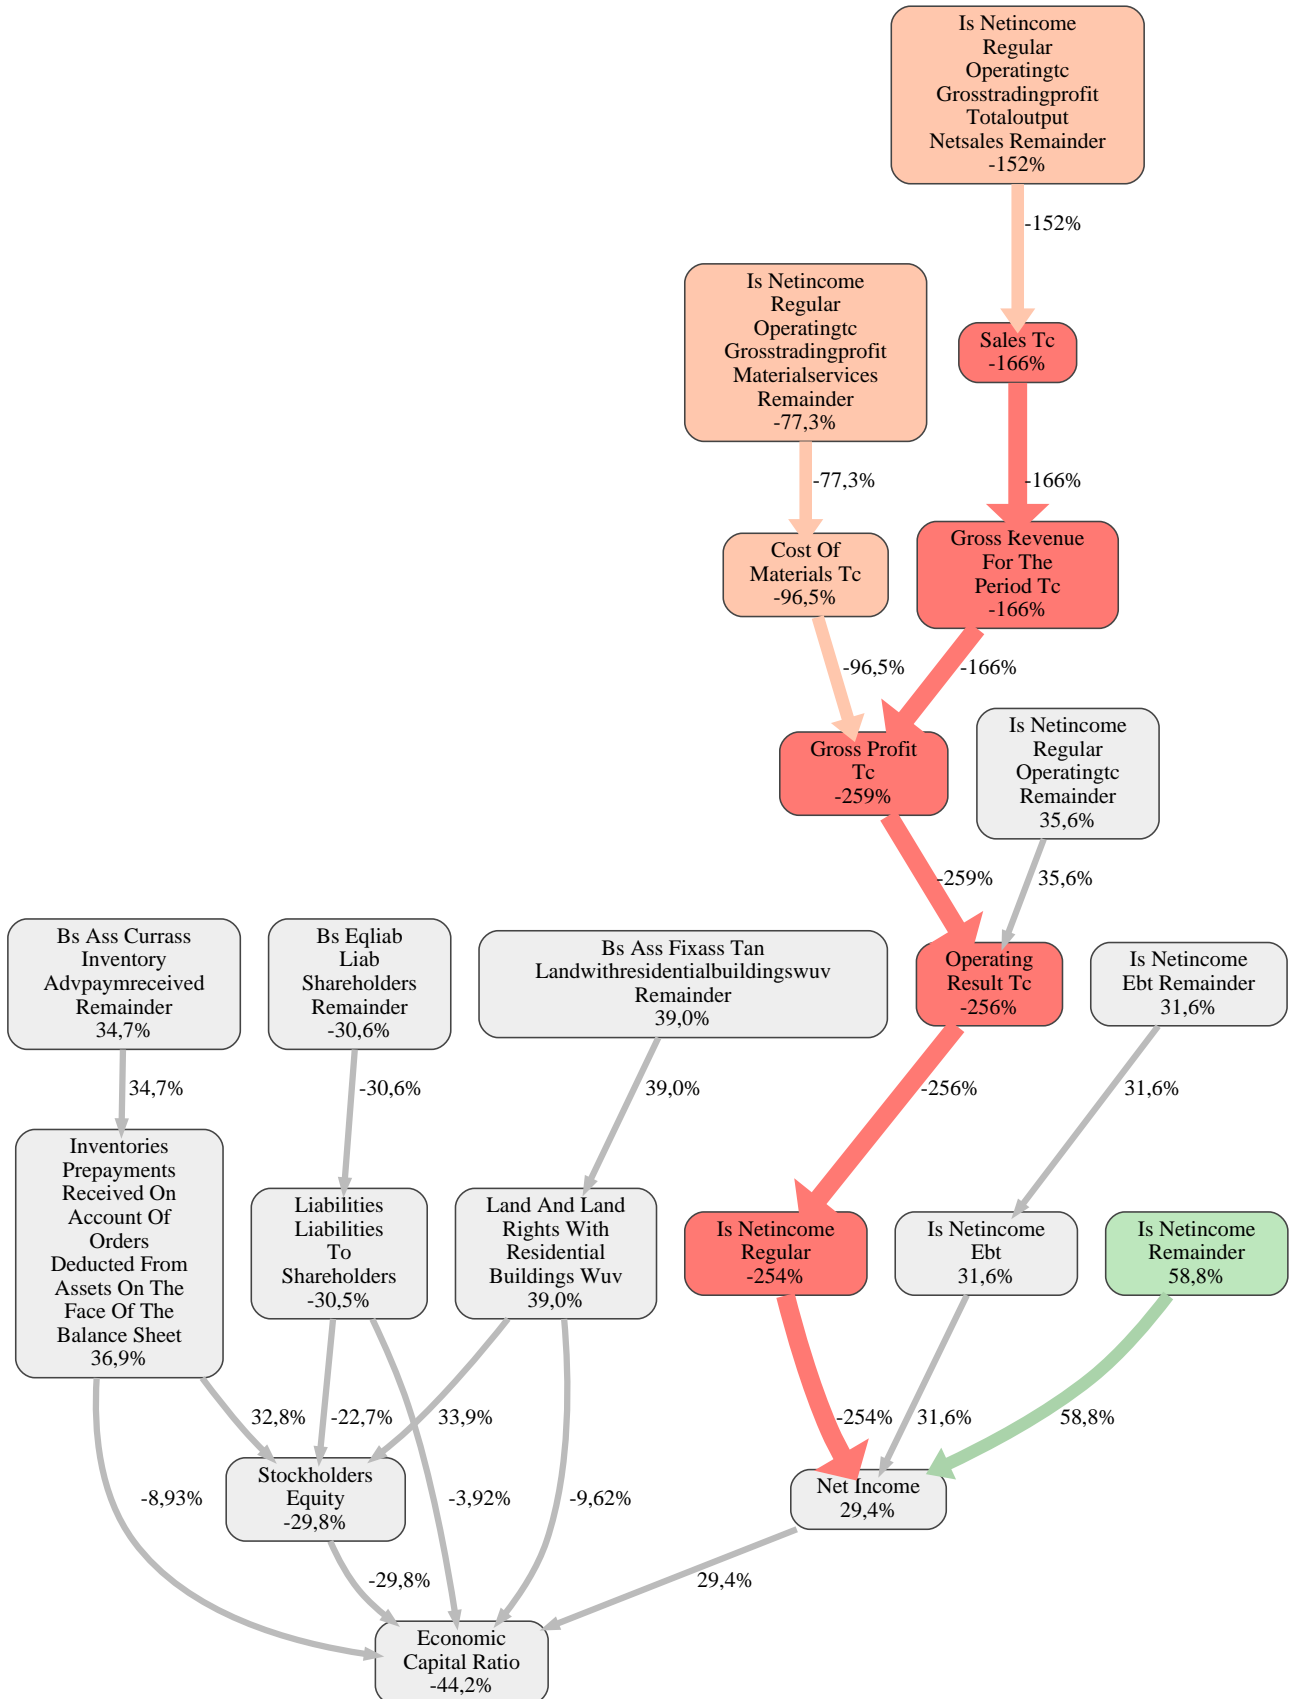 Is Netincome
Regular
Operatingtc
Grosstradingprofit
Totaloutput
Netsales Remainder
-152%
-152%
Is Netincome
Regular
Operatingtc
Grosstradingprofit
Materialservices
Remainder
-77,3%
Sales Tc
-166%
-77,3%
-166%
Cost Of
Materials Tc
-96,5%
Gross Revenue
For The
Period Tc
-166%
-96,5%
-166%
Gross Profit
Tc
-259%
Is Netincome
Regular
Operatingtc
Remainder
35,6%
-259%
35,6%
Bs Ass Currass
Inventory
Advpaymreceived
Remainder
34,7%
Bs Eqliab
Liab
Shareholders
Remainder
-30,6%
Bs Ass Fixass Tan
Landwithresidentialbuildingswuv
Remainder
39,0%
Operating
Result Tc
-256%
Is Netincome
Ebt Remainder
31,6%
34,7%
-30,6%
39,0%
-256%
31,6%
Inventories
Prepayments
Received On
Account Of
Orders
Deducted From
Assets On The
Face Of The
Balance Sheet
36,9%
Liabilities
Liabilities
To
Shareholders
-30,5%
Land And Land
Rights With
Residential
Buildings Wuv
39,0%
Is Netincome
Regular
-254%
Is Netincome
Ebt
31,6%
Is Netincome
Remainder
58,8%
32,8%
-22,7%
33,9%
-254%
31,6%
58,8%
Stockholders
Equity
-29,8%
Net Income
29,4%
-8,93%
-3,92%
-9,62%
-29,8%
29,4%
Economic
Capital Ratio
-44,2%